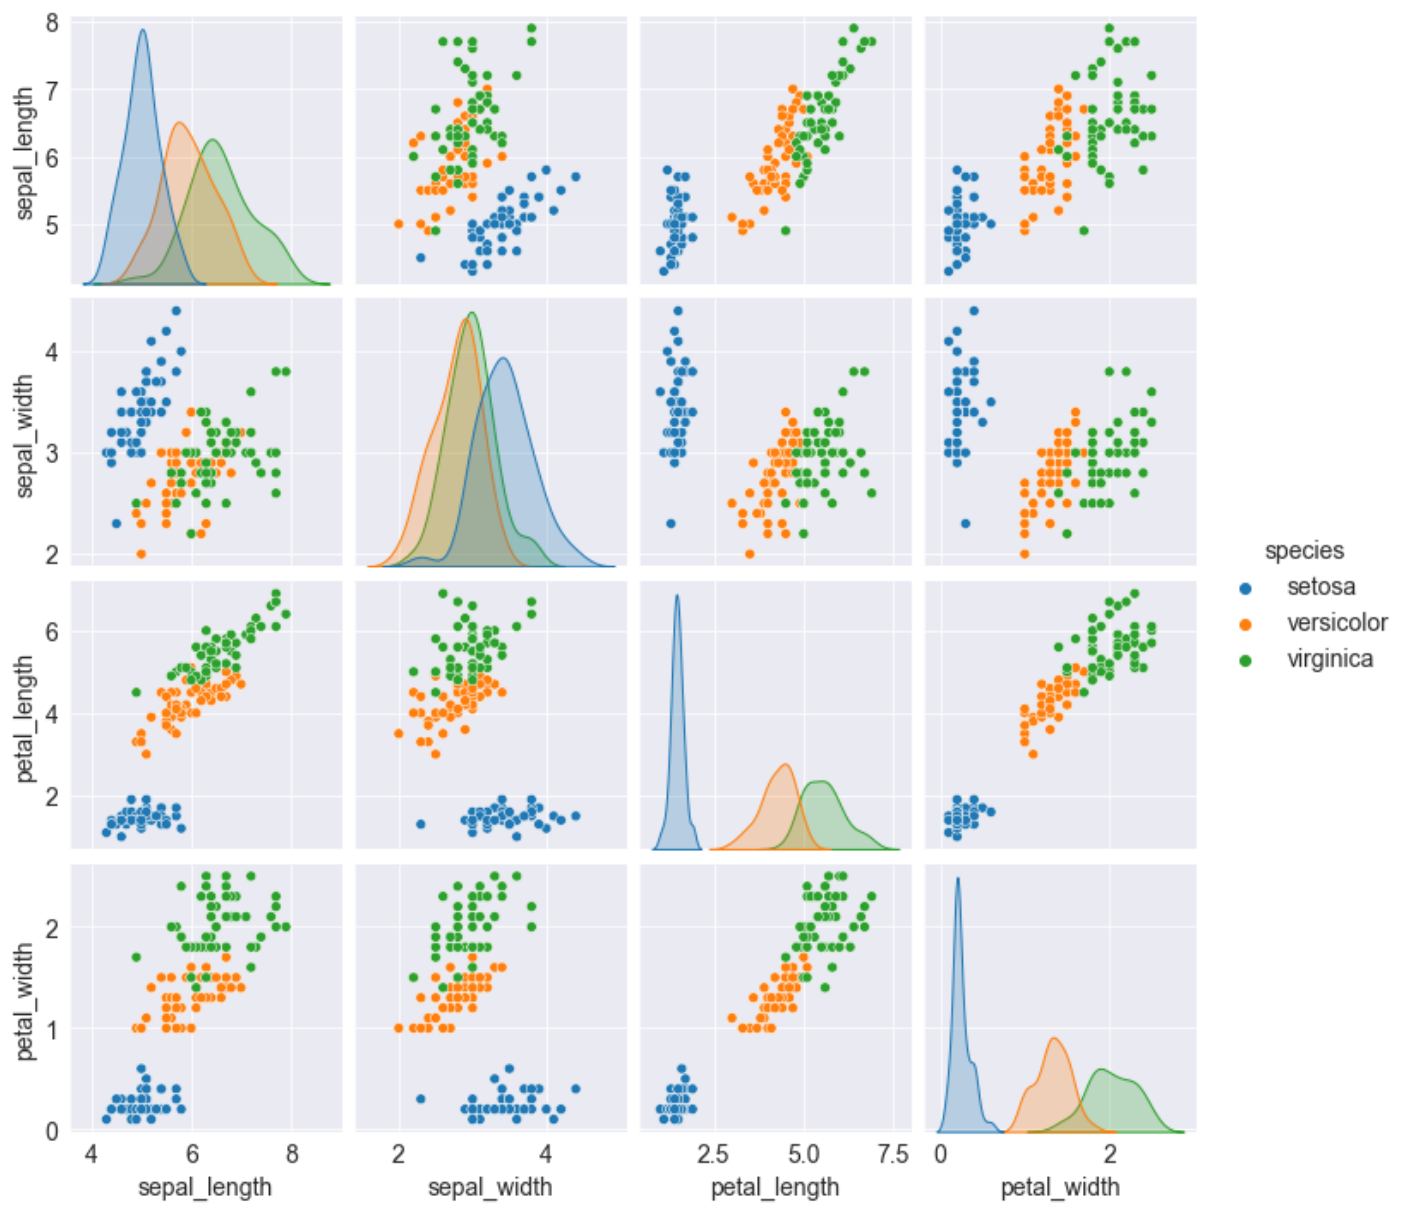 8
7
6
5
sepal_length
4
3
2
sepal_width
6
4
2
petal_length
2
1
0
petal_width
4 6 8
sepal_length
2 4
sepal_width
2.5 5.0 7.5
petal_length
0 2
petal_width
species
setosa
versicolor
virginica